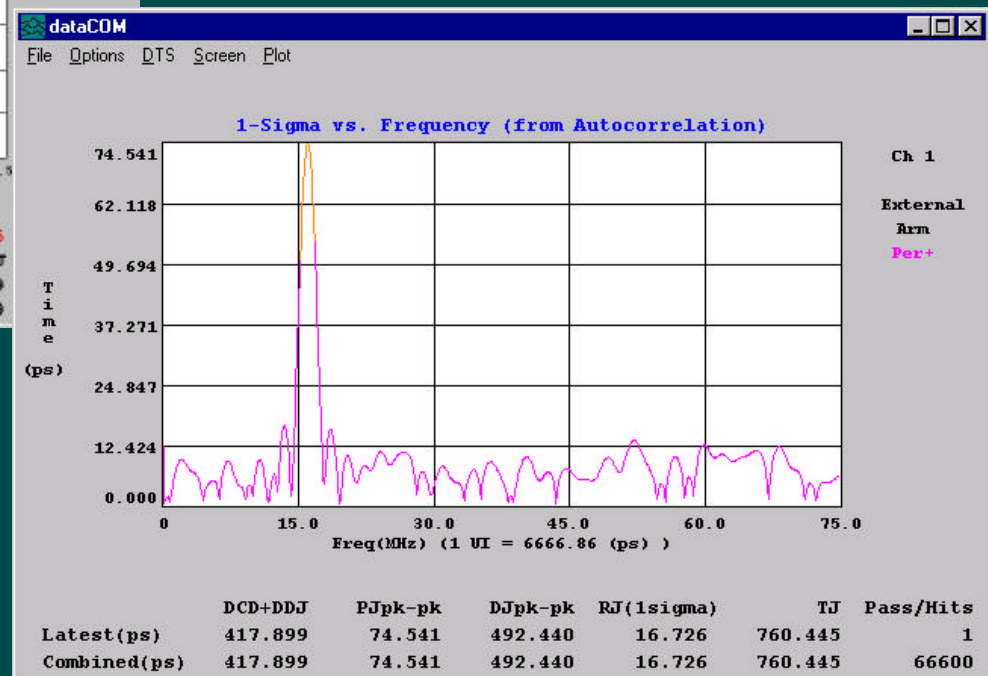 dataCOM
File Options DTS Screen Plot
1-Sigma vs. Frequency (from Autocorrelation)
74.541
62.118
49.694
37.271
24.847
12.424
0.000
Time
(ps)
0 15.0 30.0 45.0 60.0 75.0
Freq(MHz) (1 UI = 6666.86 (ps) )
Ch 1
External
Arm
Per+
DCD+DDJ PJpk-pk DJpk-pk RJ(1sigma) TJ Pass/Hits
Latest(ps) 417.899 74.541 492.440 16.726 760.445 1
Combined(ps) 417.899 74.541 492.440 16.726 760.445 66600